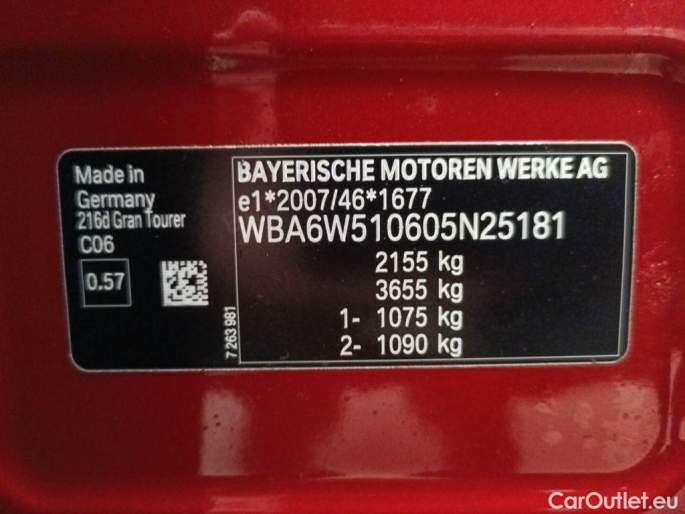 Made in
Germany
216d Gran Tourer
C06
0.57
7 263 981
BAYERISCHE MOTOREN WERKE AG
e1*2007/46*1677
WBA6W510605N25181
2155 kg
3655 kg
1- 1075 kg
2- 1090 kg
CarOutlet.eu